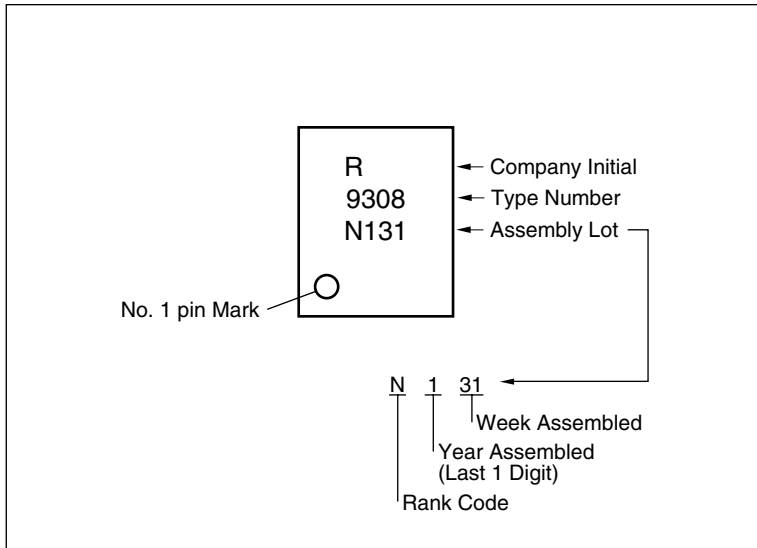 R
9308
N131
Company Initial
Type Number
Assembly Lot
No. 1 pin Mark
N 1 31
Week Assembled
Year Assembled
(Last 1 Digit)
Rank Code